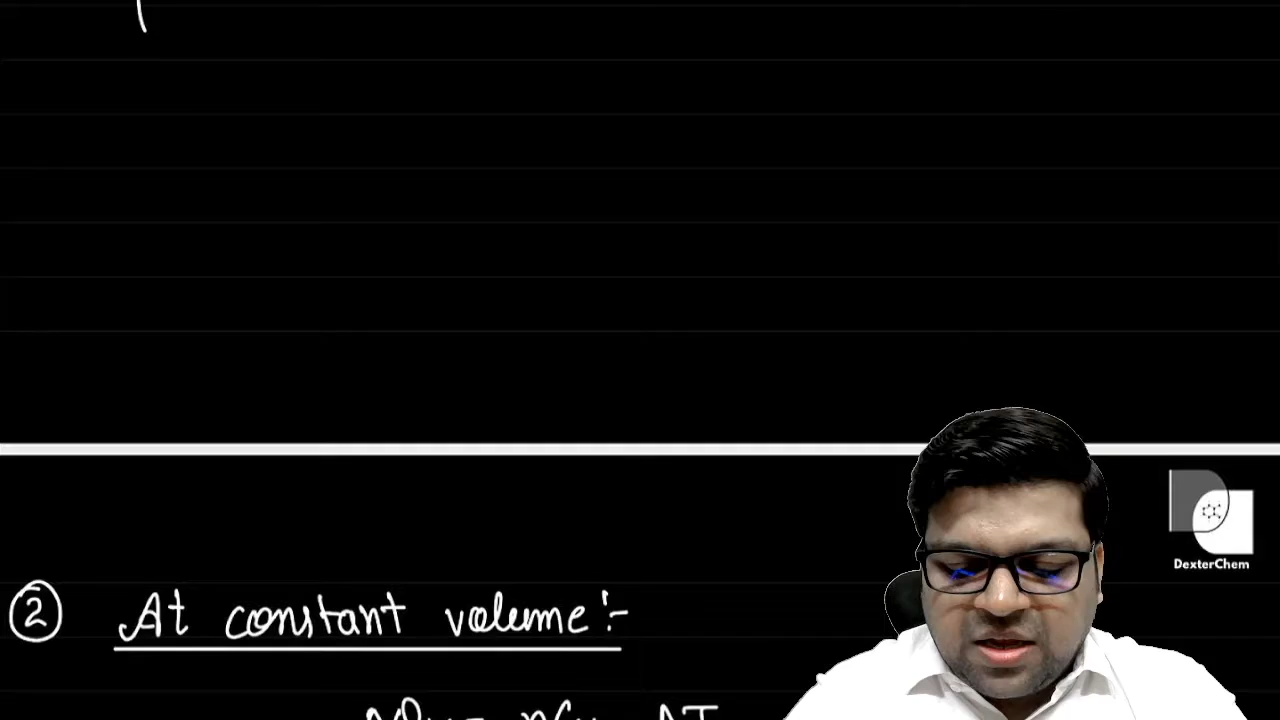 DexterChem
② At constant volume :-